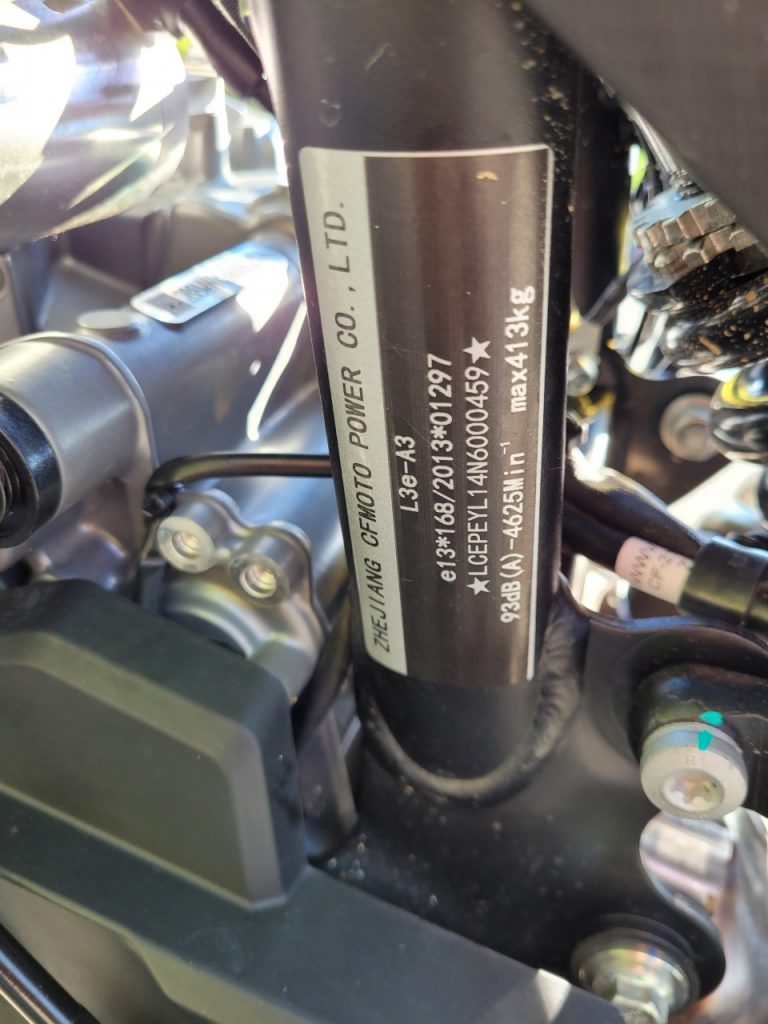 ZHEJIANG CFMOTO POWER CO., LTD.
L3e-A3
e13*168/2013*01297
★LCEPEYL14N6000459★
93dB(A)-4625Min⁻¹ max413kg